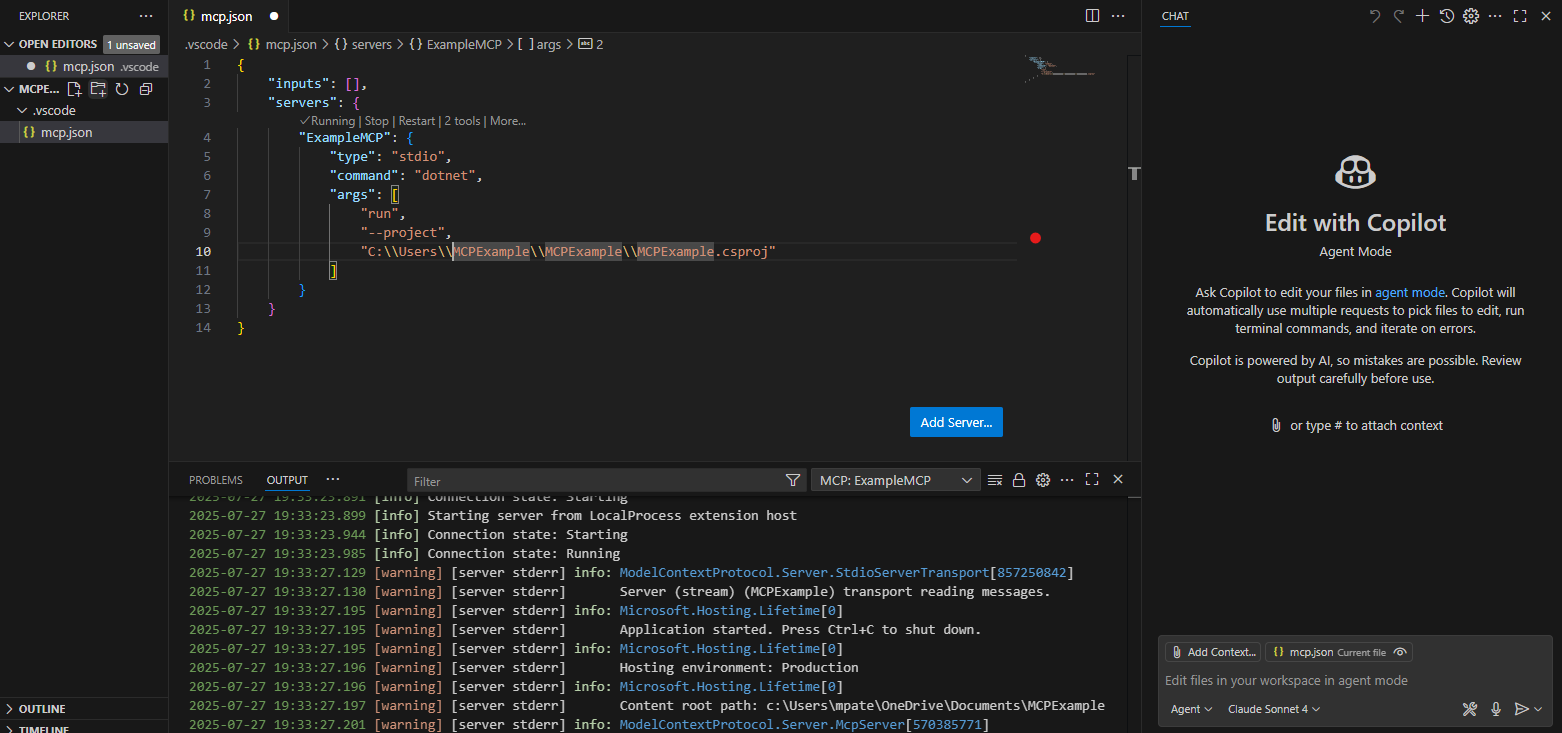 EXPLORER
OPEN EDITORS 1 unsaved
mcp.json .vscode
MCPE...
.vscode
mcp.json
OUTLINE
TIMELINE
mcp.json
.vscode > {} mcp.json > {} servers > {} ExampleMCP > [ ] args > abc 2
1 {
2 "inputs": [],
3 "servers": {
✓Running | Stop | Restart | 2 tools | More...
4 "ExampleMCP": {
5 "type": "stdio",
6 "command": "dotnet",
7 "args": [
8 "run",
9 "--project",
10 "C:\\Users\\MCPExample\\MCPExample\\MCPExample.csproj"
11 ]
12 }
13 }
14 }
Add Server...
PROBLEMS OUTPUT ... Filter MCP: ExampleMCP
2025-07-27 19:33:23.891 [info] Connection state: Starting
2025-07-27 19:33:23.899 [info] Starting server from LocalProcess extension host
2025-07-27 19:33:23.944 [info] Connection state: Starting
2025-07-27 19:33:23.985 [info] Connection state: Running
2025-07-27 19:33:27.129 [warning] [server stderr] info: ModelContextProtocol.Server.StdioServerTransport[857250842]
2025-07-27 19:33:27.130 [warning] [server stderr] Server (stream) (MCPExample) transport reading messages.
2025-07-27 19:33:27.195 [warning] [server stderr] info: Microsoft.Hosting.Lifetime[0]
2025-07-27 19:33:27.195 [warning] [server stderr] Application started. Press Ctrl+C to shut down.
2025-07-27 19:33:27.195 [warning] [server stderr] info: Microsoft.Hosting.Lifetime[0]
2025-07-27 19:33:27.196 [warning] [server stderr] Hosting environment: Production
2025-07-27 19:33:27.196 [warning] [server stderr] info: Microsoft.Hosting.Lifetime[0]
2025-07-27 19:33:27.197 [warning] [server stderr] Content root path: c:\Users\mpate\OneDrive\Documents\MCPExample
2025-07-27 19:33:27.201 [warning] [server stderr] info: ModelContextProtocol.Server.McpServer[570385771]
CHAT
Edit with Copilot
Agent Mode
Ask Copilot to edit your files in agent mode. Copilot will
automatically use multiple requests to pick files to edit, run
terminal commands, and iterate on errors.
Copilot is powered by AI, so mistakes are possible. Review
output carefully before use.
or type # to attach context
Add Context... {} mcp.json Current file
Edit files in your workspace in agent mode
Agent Claude Sonnet 4